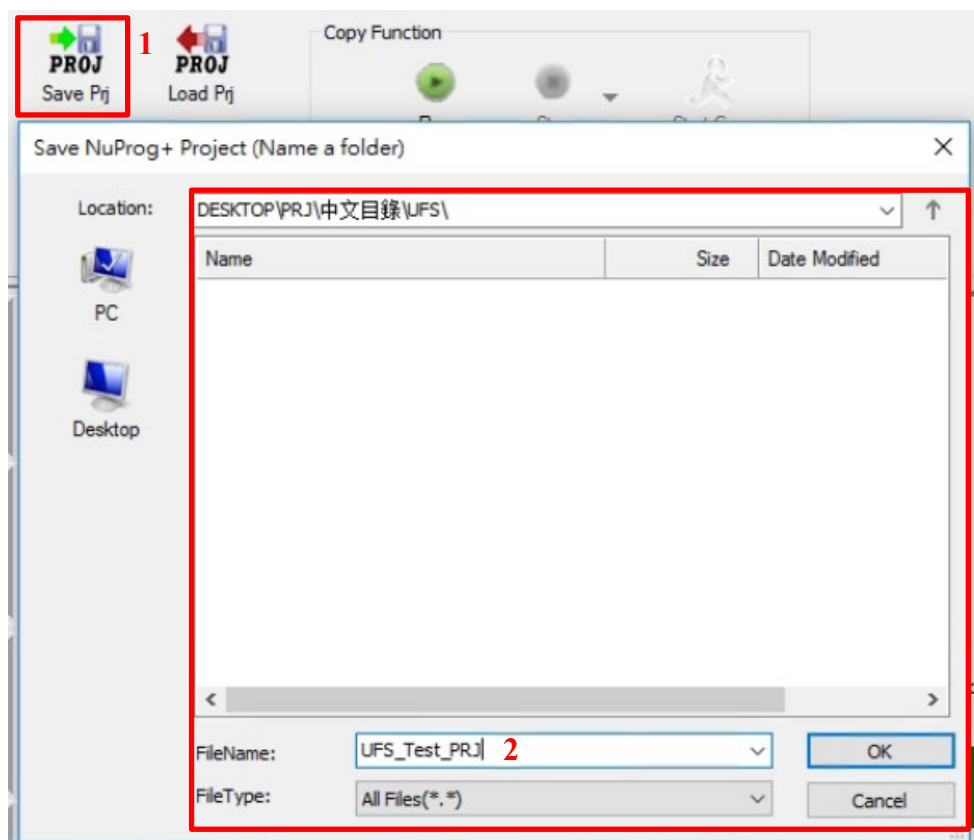 PROJ
Save Prj
1
PROJ
Load Prj
Copy Function
Save NuProg+ Project (Name a folder)
Location:
DESKTOP\PRJ\中文目錄\UFS\
Name Size Date Modified
PC
Desktop
FileName: UFS_Test_PRJ 2 OK
FileType: All Files(*.*) Cancel